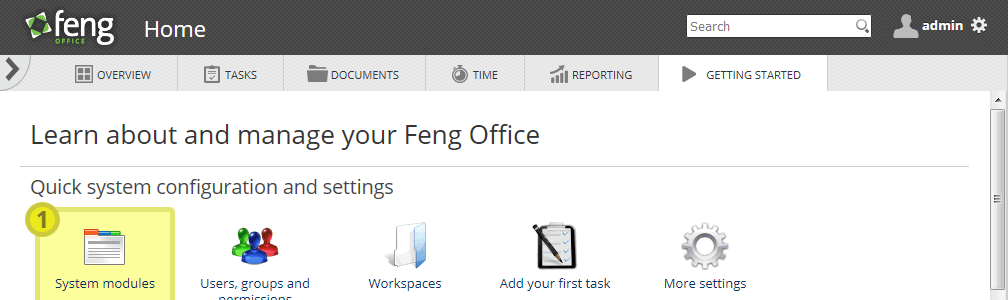 feng
OFFICE
Home
Search
admin
OVERVIEW
TASKS
DOCUMENTS
TIME
REPORTING
GETTING STARTED
Learn about and manage your Feng Office
Quick system configuration and settings
1
System modules
Users, groups and
permissions
Workspaces
Add your first task
More settings